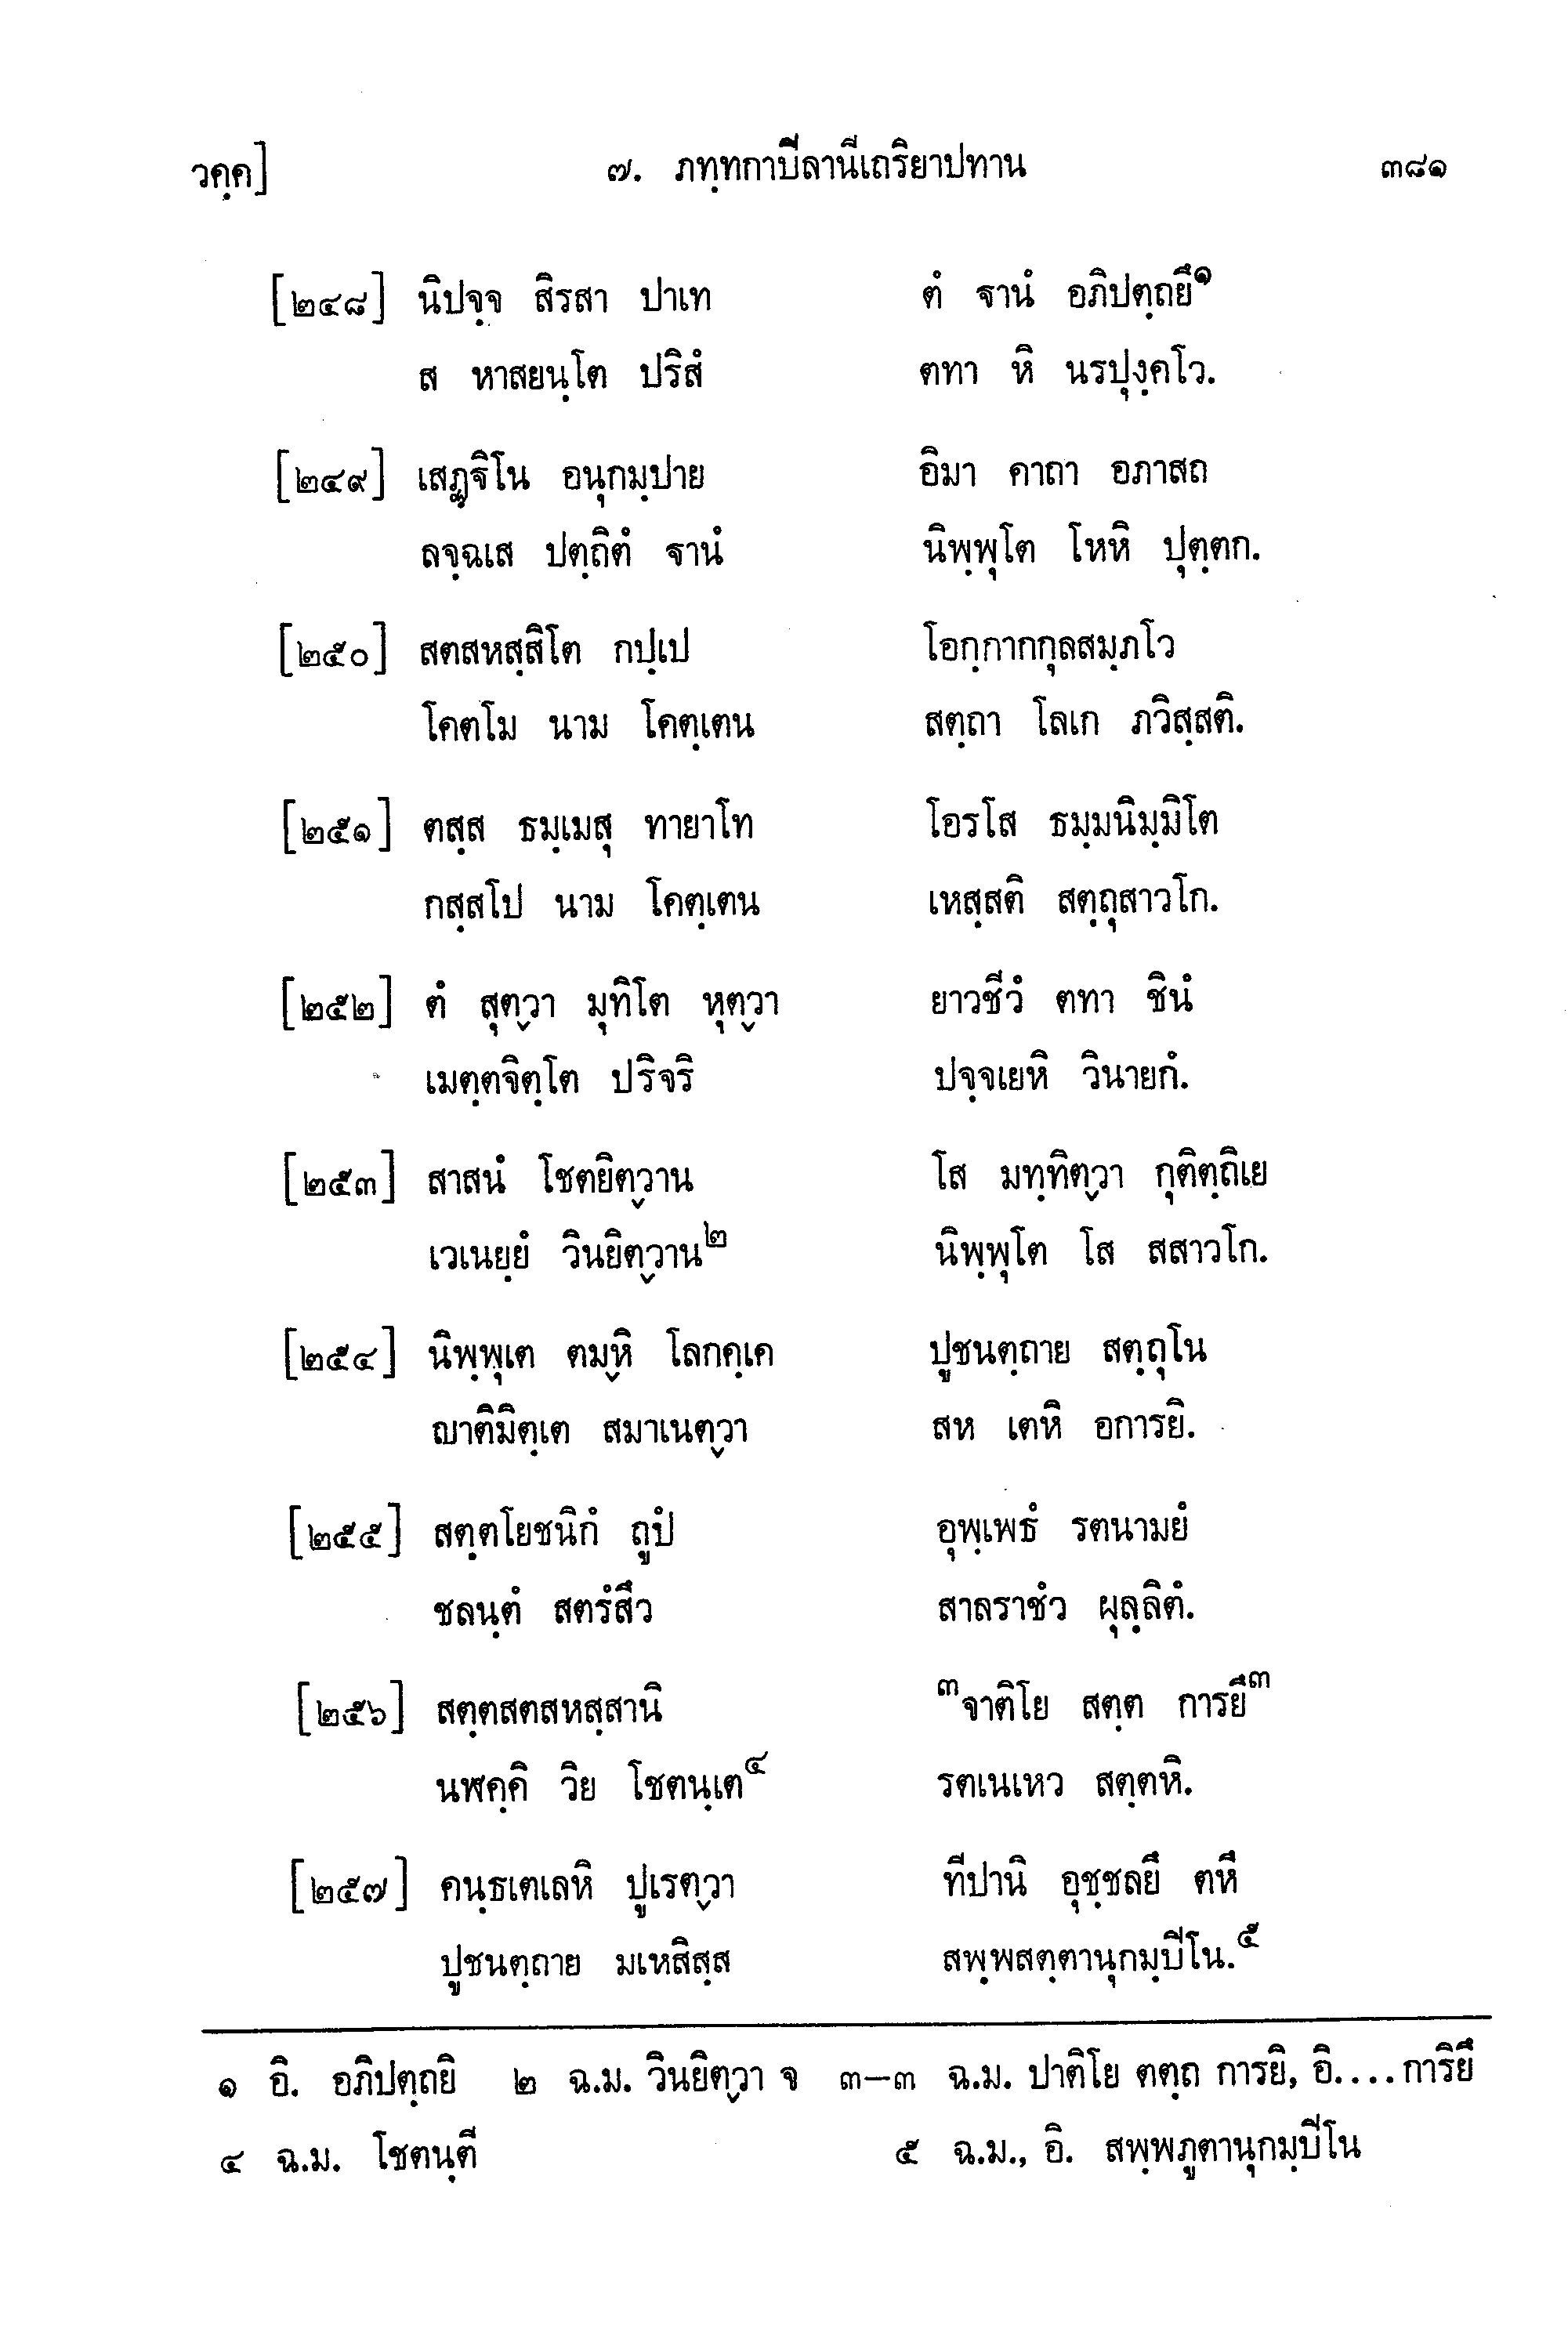 วคฺค] ๗. ภทฺทกาปีลานีเถริยาปทาน ๓๘๑
[๒๔๘] นิปจฺจ สิรสา ปาเท ตํ ฐานํ อภิปตฺถยึ๑
ส หาสยนฺโต ปริสํ ตทา หิ นรปุงฺคโว.
[๒๔๙] เสฏฺฐิโน อนุกมฺปาย อิมา คาถา อภาสถ
ลจฺฉเส ปตฺถิตํ ฐานํ นิพฺพุโต โหหิ ปุตฺตก.
[๒๕๐] สตสหสฺสิโต กปฺเป โอกฺกากกุลสมฺภโว
โคตโม นาม โคตฺเตน สตฺถา โลเก ภวิสฺสติ.
[๒๕๑] ตสฺส ธมฺเมสุ ทายาโท โอรโส ธมฺมนิมฺมิโต
กสฺสโป นาม โคตฺเตน เหสฺสติ สตฺถุสาวโก.
[๒๕๒] ตํ สุตฺวา มุทิโต หุตฺวา ยาวชีวํ ตทา ชินํ
เมตฺตจิตฺโต ปริจริ ปจฺจเยหิ วินายกํ.
[๒๕๓] สาสนํ โชตยิตฺวาน โส มทฺทิตฺวา กุติตฺถิเย
เวเนยฺยํ วินยิตฺวาน๒ นิพฺพุโต โส สสาวโก.
[๒๕๔] นิพฺพุเต ตมฺหิ โลกคฺเค ปูชนตฺถาย สตฺถุโน
ญาติมิตฺเต สมาเนตฺวา สห เตหิ อการยิ.
[๒๕๕] สตฺตโยชนิกํ ถูปํ อุพฺเพธํ รตนามยํ
ชลนฺตํ สตรํสึว สาลราชํว ผุลฺลิตํ.
[๒๕๖] สตฺตสตสหสฺสานิ ๓จาติโย สตฺต การยึ๓
นฬคฺคิ วิย โชตนฺเต๔ รตเนเหว สตฺตหิ.
[๒๕๗] คนฺธเตเลหิ ปูเรตฺวา ทีปานิ อุชฺชลยึ ตหึ
ปูชนตฺถาย มเหสิสฺส สพฺพสตฺตานุกมฺปีโน.๕
๑ อิ. อภิปตฺถยิ ๒ ฉ.ม. วินยิตฺวา จ ๓–๓ ฉ.ม. ปาติโย ตตฺถ การยิ, อิ....การิยึ
๔ ฉ.ม. โชตนฺตี ๕ ฉ.ม., อิ. สพฺพภูตานุกมฺปีโน